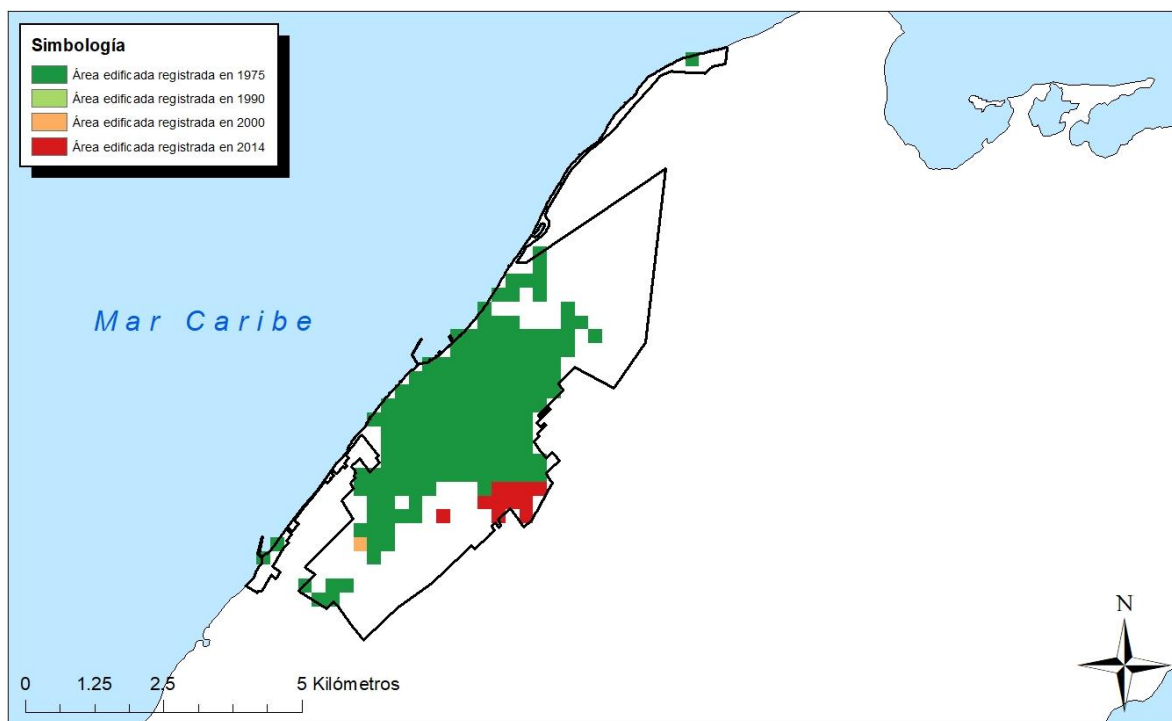 Simbología
Área edificada registrada en 1975
Área edificada registrada en 1990
Área edificada registrada en 2000
Área edificada registrada en 2014
Mar Caribe
N
0 1.25 2.5 5 Kilómetros